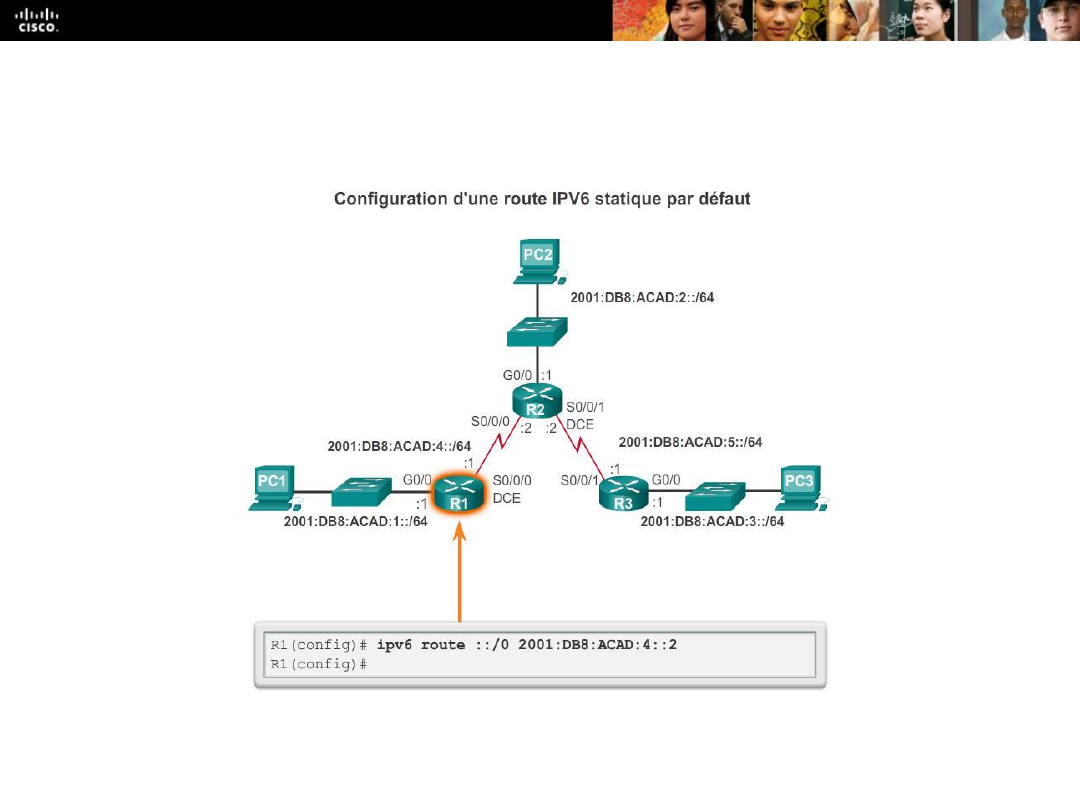 CISCO.
Configuration d'une route IPV6 statique par défaut
PC2
2001:DB8:ACAD:2::/64
G0/0 :1
R2
S0/0/1
DCE
S0/0/0
:2 :2
2001:DB8:ACAD:4::/64
2001:DB8:ACAD:5::/64
:1
:1
PC1
G0/0
S0/0/0
DCE
S0/0/1
G0/0
PC3
:1
R1
R3
:1
2001:DB8:ACAD:1::/64
2001:DB8:ACAD:3::/64
R1(config)# ipv6 route ::/0 2001:DB8:ACAD:4::2
R1(config)#